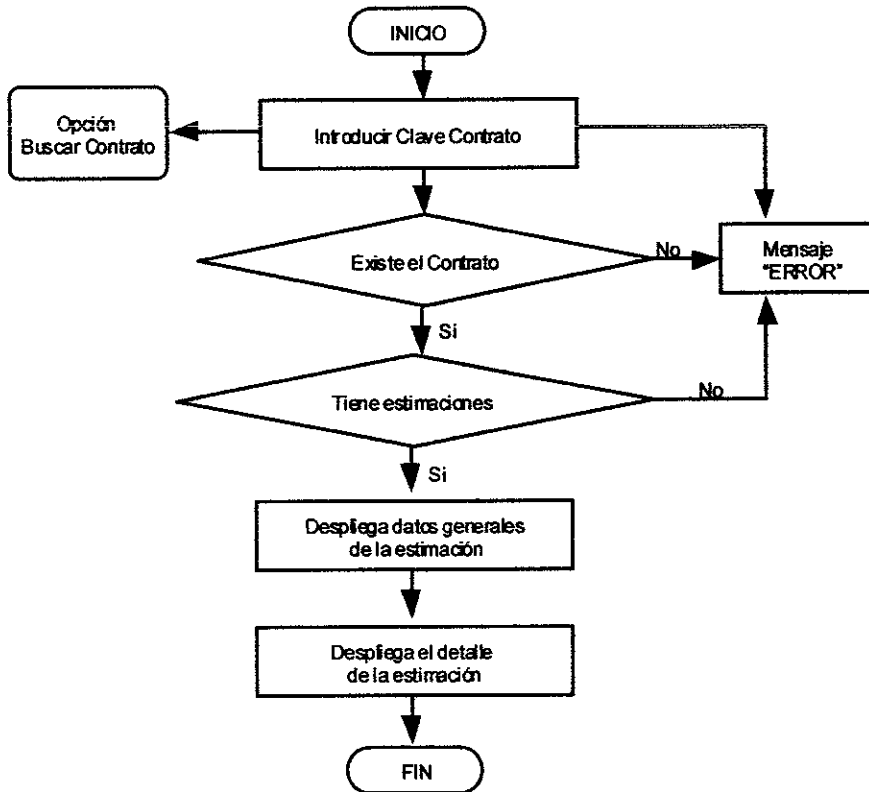 INICIO
Opción
Buscar Contrato
Introducir Clave Contrato
Existe el Contrato
No
Mensaje
"ERROR"
Si
Tiene estimaciones
No
Si
Despliega datos generales
de la estimación
Despliega el detalle
de la estimación
FIN